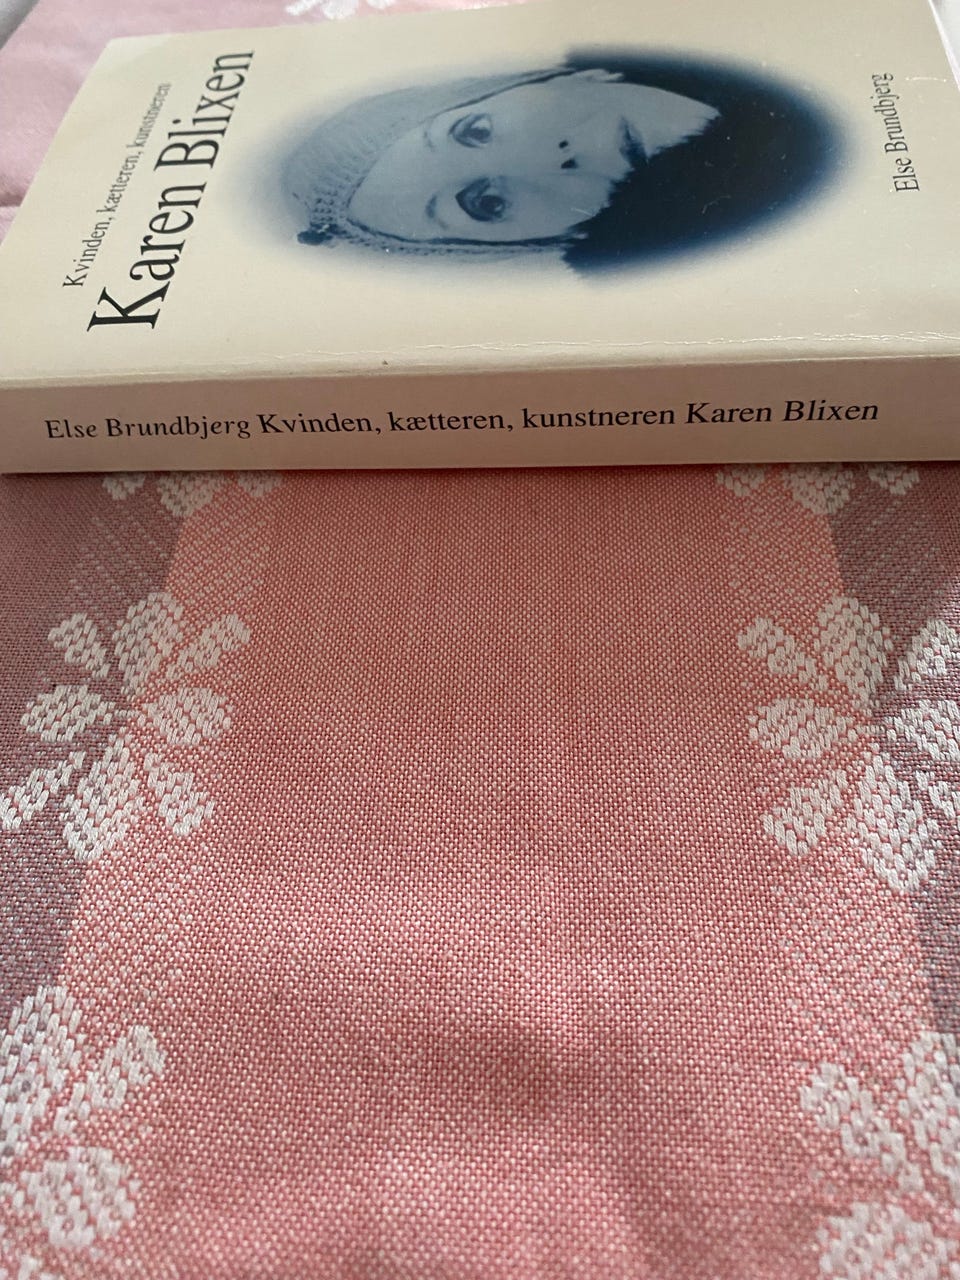 Kvinden, kætteren, kunstneren
Karen Blixen
Else Brundbjerg
Else Brundbjerg Kvinden, kætteren, kunstneren Karen Blixen